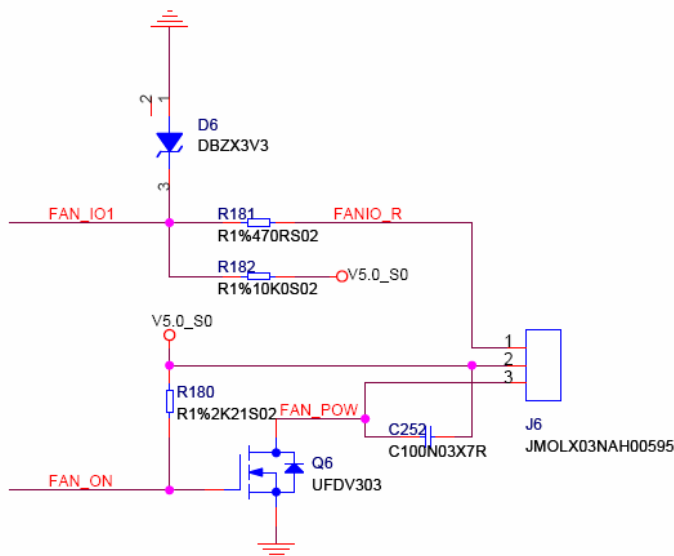 2
1
D6
DBZX3V3
3
FAN_IO1
R181
FANIO_R
R1%470RS02
R182
V5.0_S0
R1%10K0S02
V5.0_S0
1
2
3
R180
R1%2K21S02
FAN_POW
C252
C100N03X7R
J6
JMOLX03NAH00595
Q6
UFDV303
FAN_ON